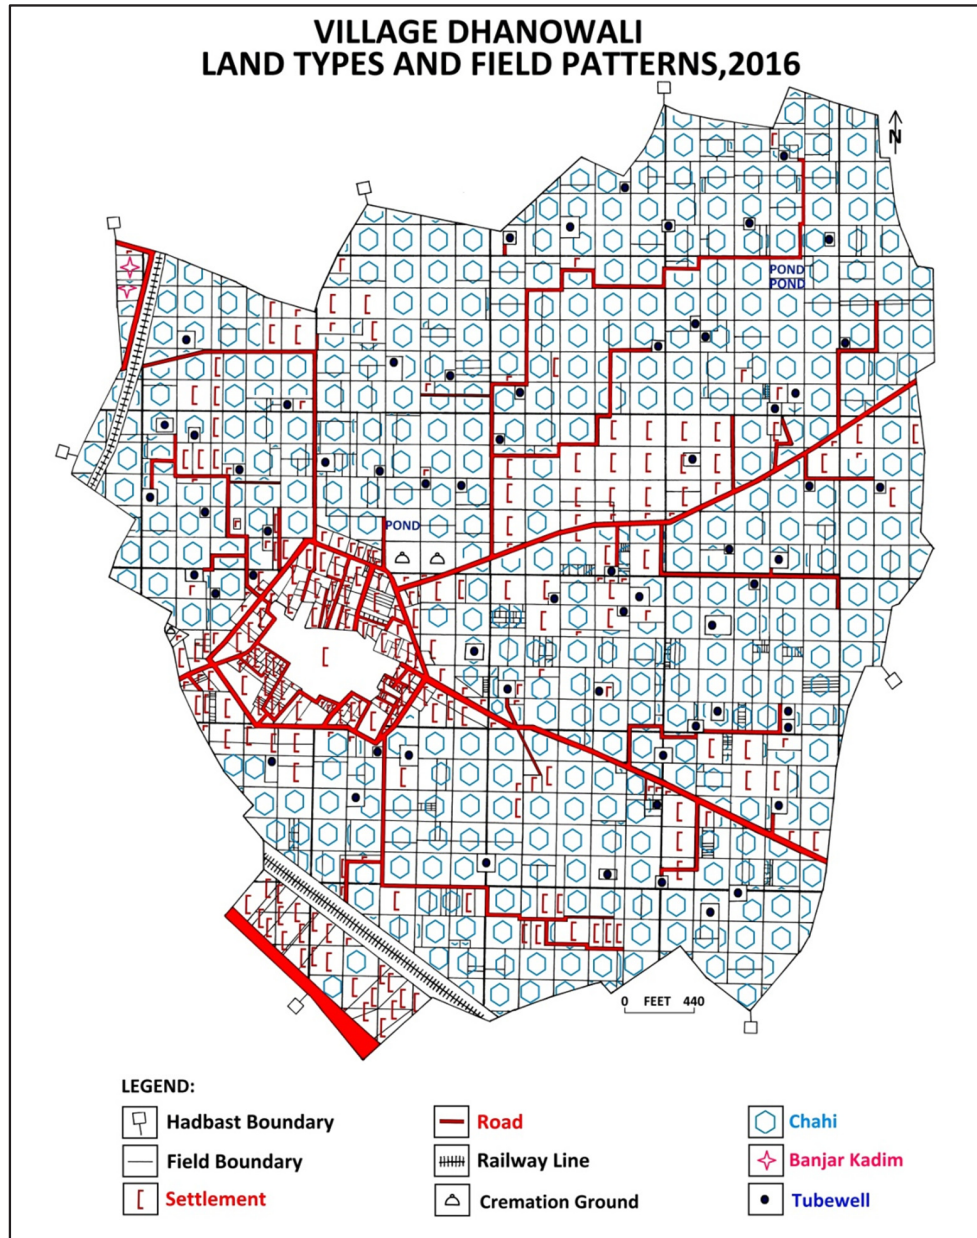 VILLAGE DHANOWALI
LAND TYPES AND FIELD PATTERNS,2016
N
POND
POND
POND
0 FEET 440
LEGEND:
Hadbast Boundary
Road
Chahi
Field Boundary
Railway Line
Banjar Kadim
Settlement
Cremation Ground
Tubewell